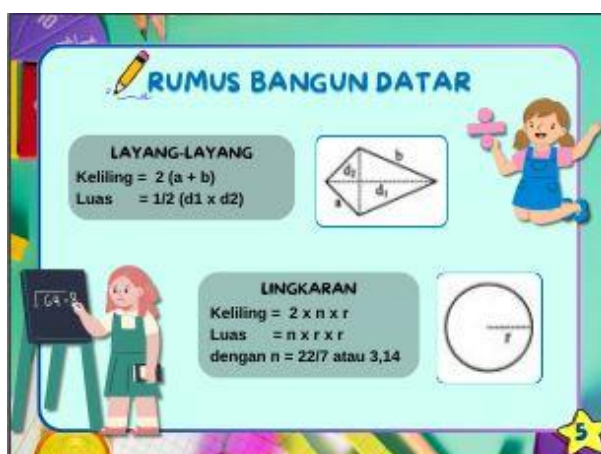 RUMUS BANGUN DATAR
LAYANG-LAYANG
Keliling = 2 (a + b)
Luas = 1/2 (d1 x d2)
b
d₂
d₁
a
LINGKARAN
Keliling = 2 x n x r
Luas = n x r x r
dengan n = 22/7 atau 3,14
r
5